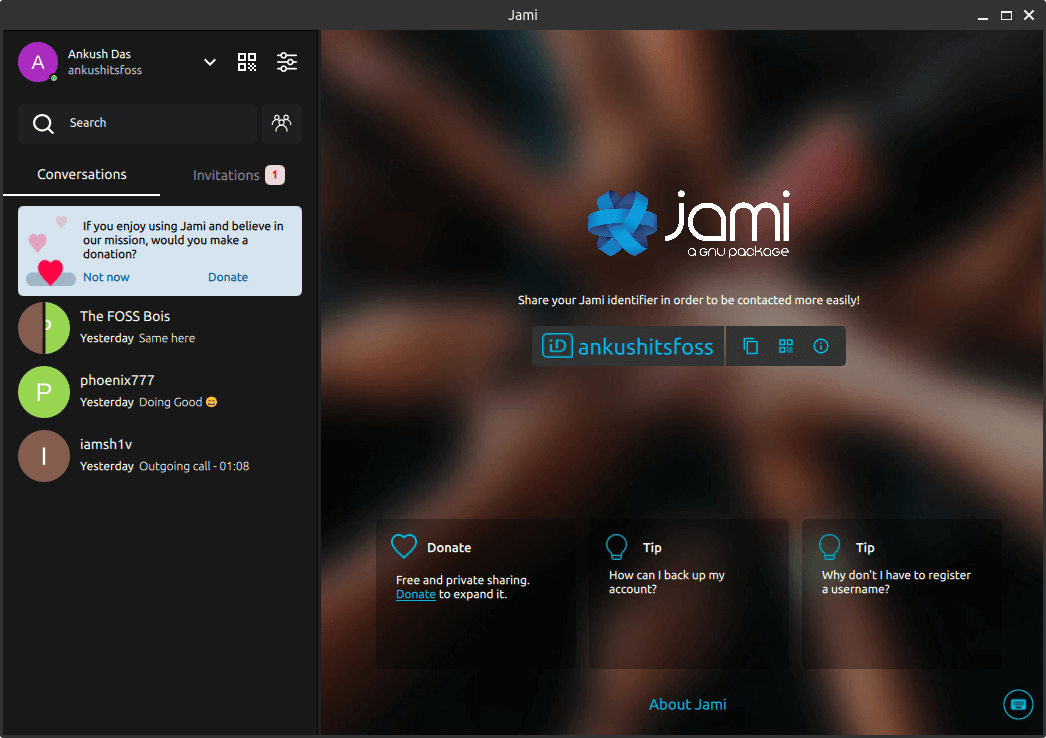 Jami
A
Ankush Das
ankushitsfoss
Search
Conversations
Invitations 1
If you enjoy using Jami and believe in
our mission, would you make a
donation?
Not now Donate
The FOSS Bois
Yesterday Same here
P
phoenix777
Yesterday Doing Good 😊
I
iamsh1v
Yesterday Outgoing call - 01:08
jami
a GNU package
Share your Jami identifier in order to be contacted more easily!
iD ankushitsfoss
Donate
Free and private sharing.
Donate to expand it.
Tip
How can I back up my
account?
Tip
Why don't I have to register
a username?
About Jami